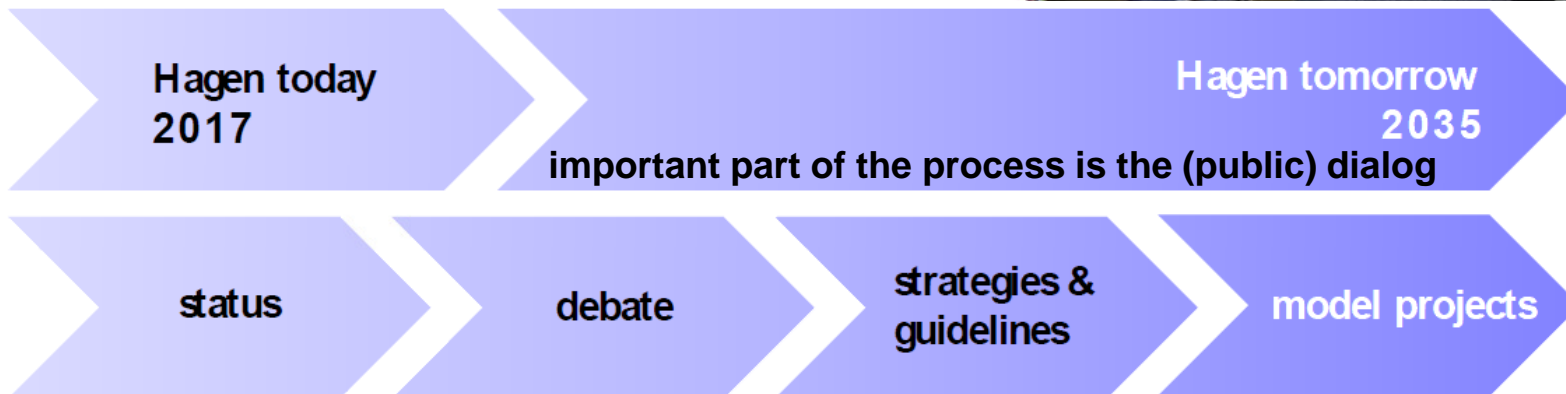 Hagen today
2017
Hagen tomorrow
2035
important part of the process is the (public) dialog
status
debate
strategies &
guidelines
model projects